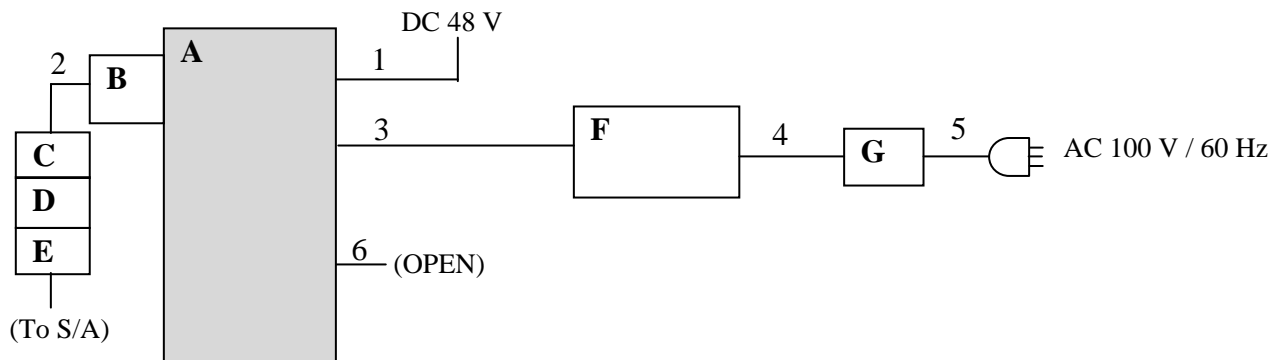 DC 48 V
2
B
A
1
C
D
E
3
F
4
G
5
AC 100 V / 60 Hz
6
(OPEN)
(To S/A)